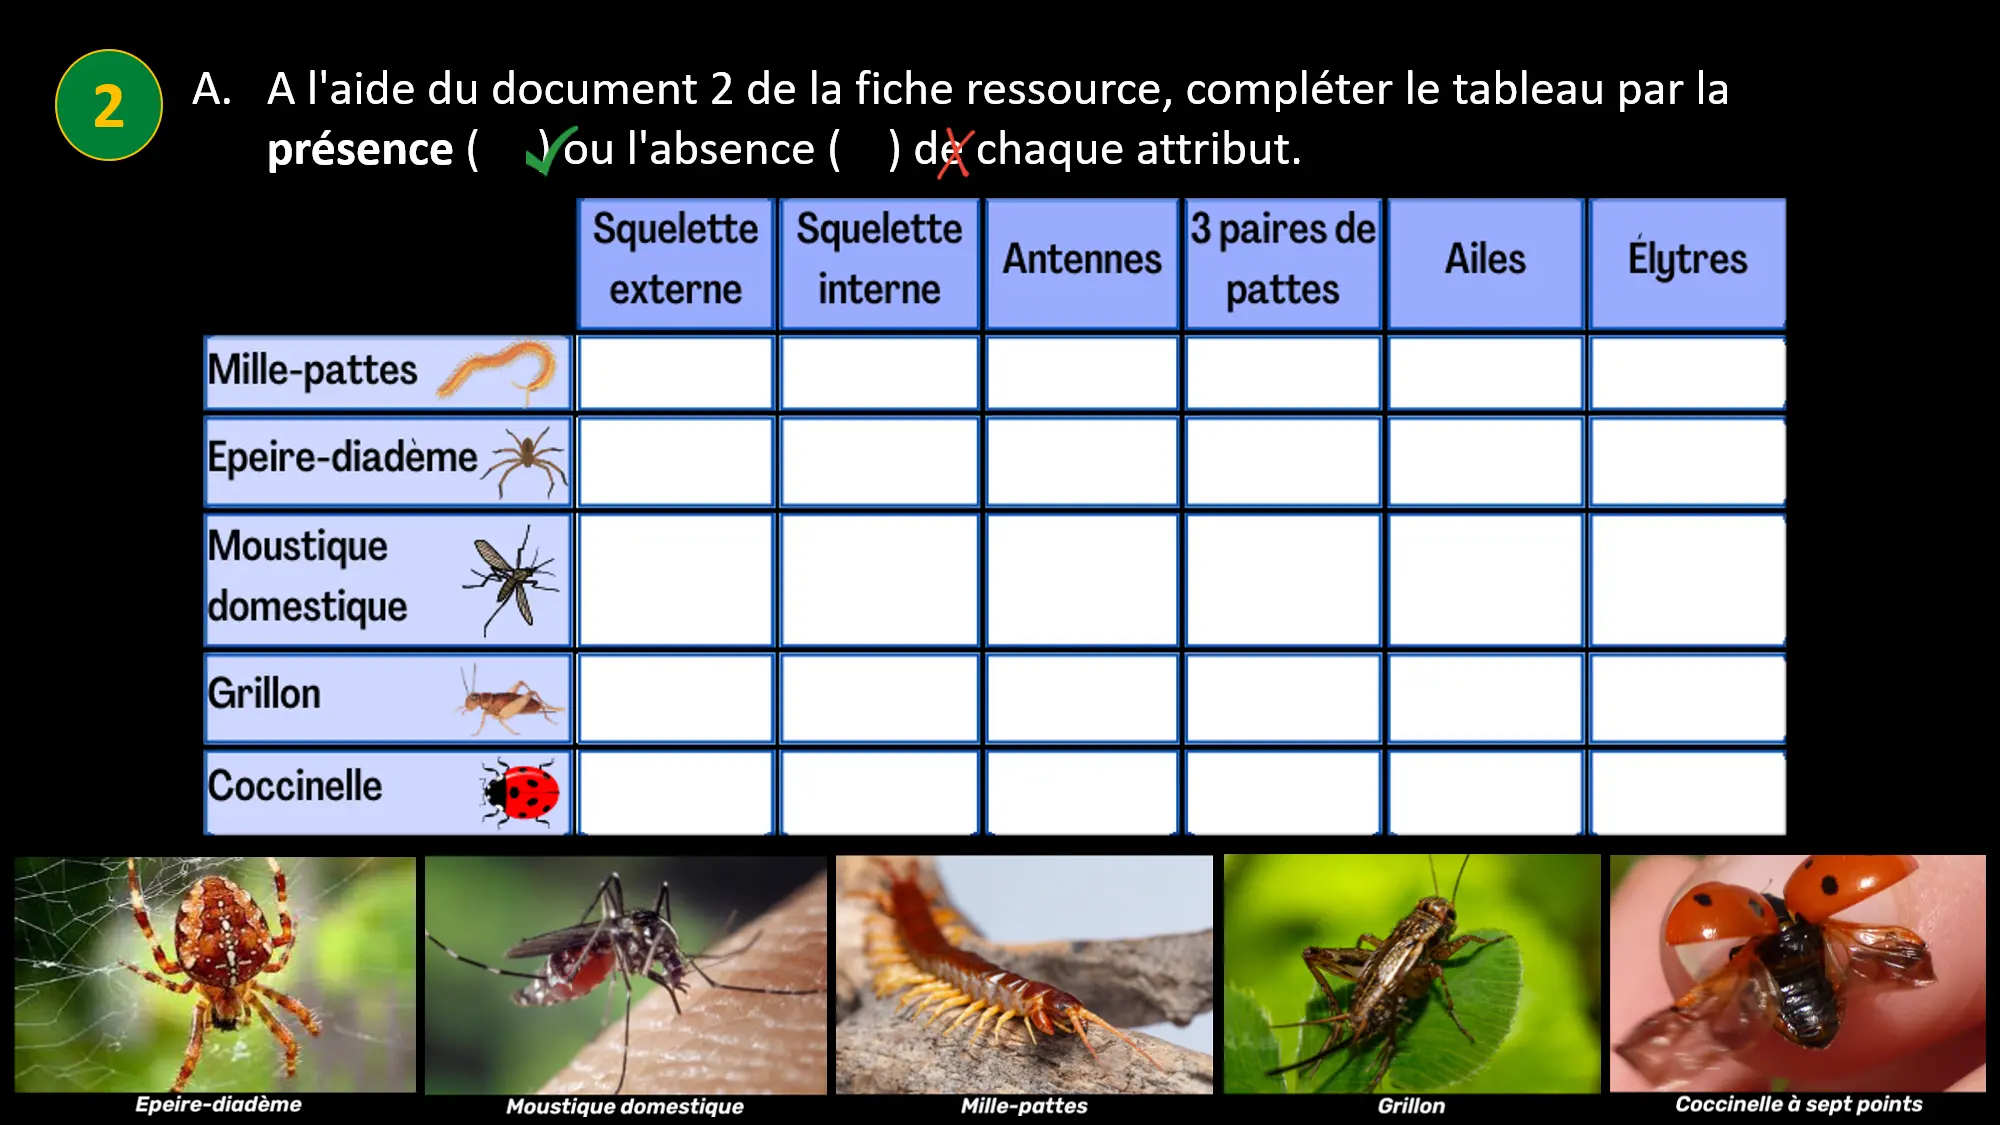 2
A. A l'aide du document 2 de la fiche ressource, compléter le tableau par la
présence ( ) ou l'absence ( ) de chaque attribut.
Squelette externe
Squelette interne
Antennes
3 paires de pattes
Ailes
Élytres
Mille-pattes
Epeire-diadème
Moustique
domestique
Grillon
Coccinelle
Epeire-diadème
Moustique domestique
Mille-pattes
Grillon
Coccinelle à sept points